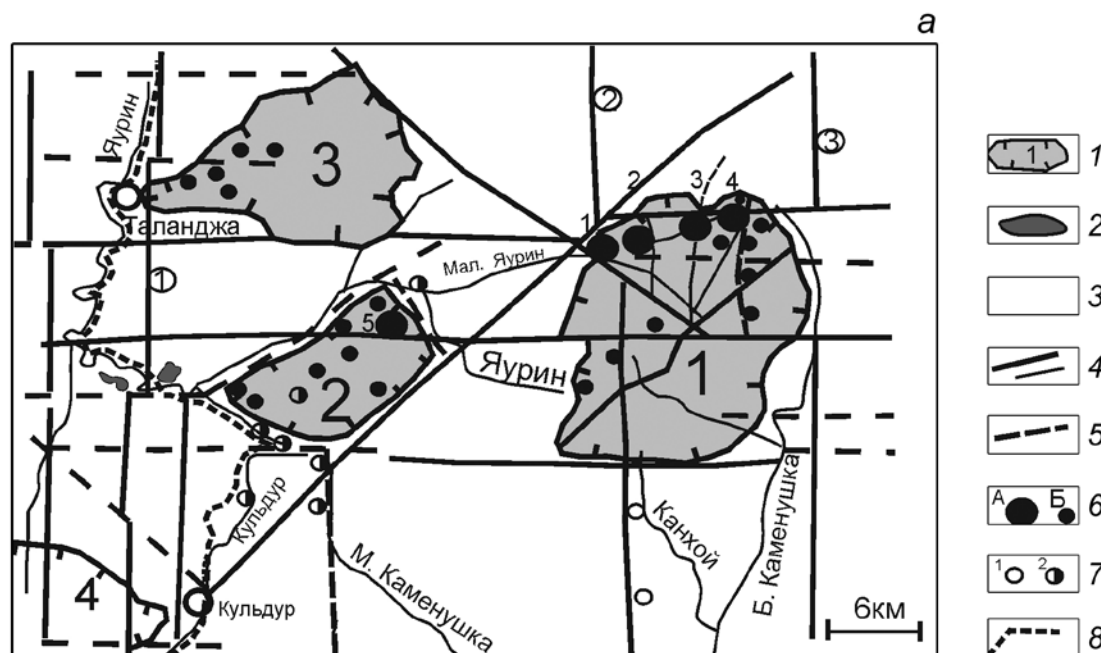 а
Яурин
2
3
3
2
3
4
1
Таланджа
1
Мал. Яурин
5
Яурин
1
2
Кульдур
Канхой
Б. Каменушка
М. Каменушка
4
Кульдур
6км
1 1
2
3
4
5
А Б 6
1 2 7
8